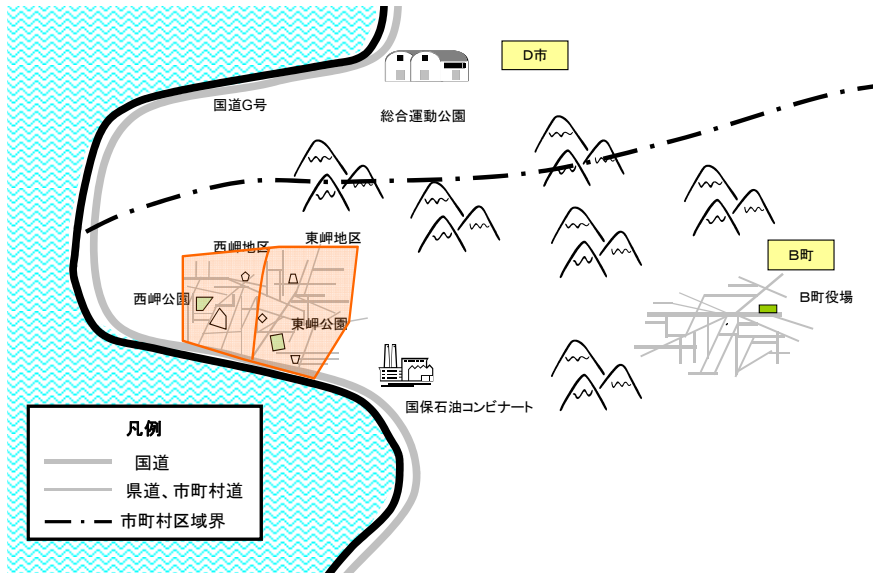 D市
国道G号
総合運動公園
西岬地区
東岬地区
B町
西岬公園
B町役場
東岬公園
国保石油コンビナート
凡例
国道
県道、市町村道
市町村区域界